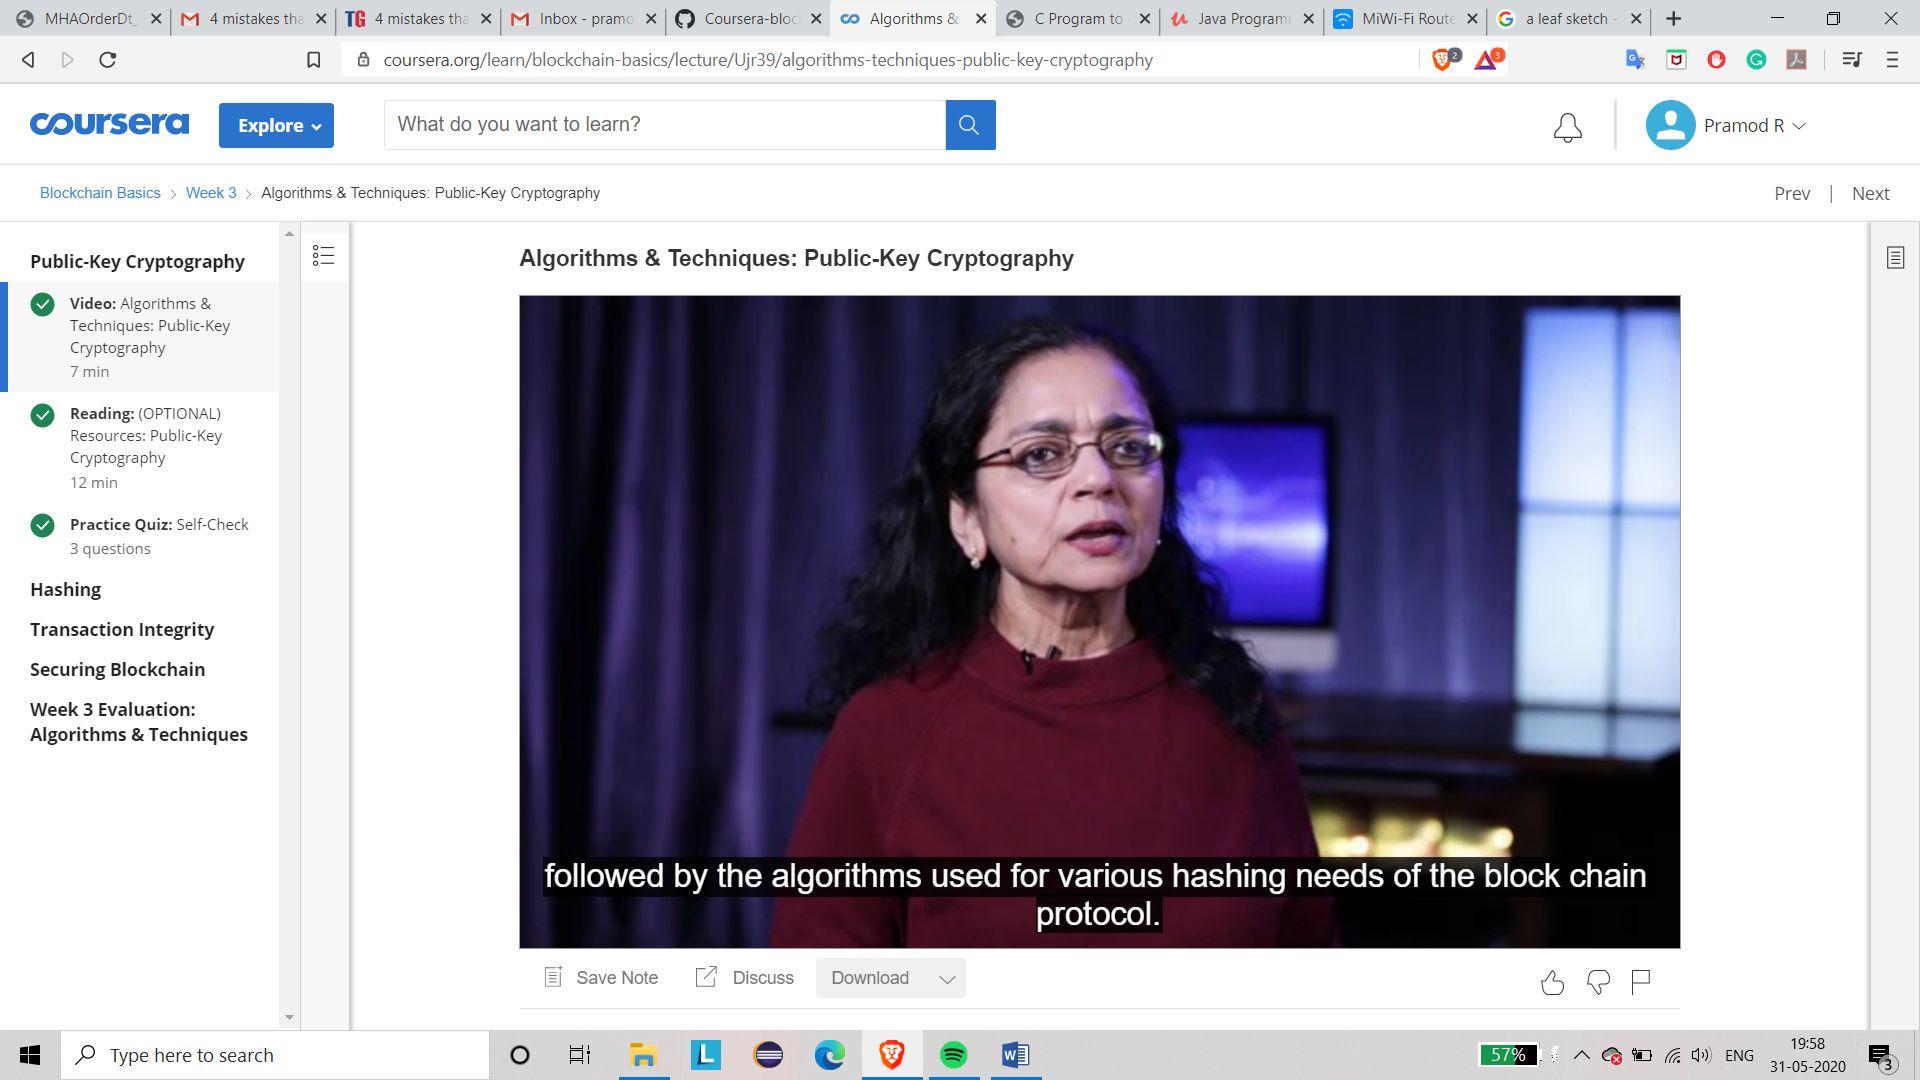 MHAOrderDt_
4 mistakes tha
4 mistakes tha
Inbox - pramo
Coursera-bloc
Algorithms &
C Program to
Java Program
MiWi-Fi Route
a leaf sketch -
coursera.org/learn/blockchain-basics/lecture/Ujr39/algorithms-techniques-public-key-cryptography
2
3
coursera
Explore
What do you want to learn?
Pramod R
Blockchain Basics
Week 3
Algorithms & Techniques: Public-Key Cryptography
Prev | Next
Public-Key Cryptography
Video: Algorithms &
Techniques: Public-Key
Cryptography
7 min
Reading: (OPTIONAL)
Resources: Public-Key
Cryptography
12 min
Practice Quiz: Self-Check
3 questions
Hashing
Transaction Integrity
Securing Blockchain
Week 3 Evaluation:
Algorithms & Techniques
Algorithms & Techniques: Public-Key Cryptography
followed by the algorithms used for various hashing needs of the block chain
protocol.
Save Note
Discuss
Download
Type here to search
57%
ENG
19:58
31-05-2020
3